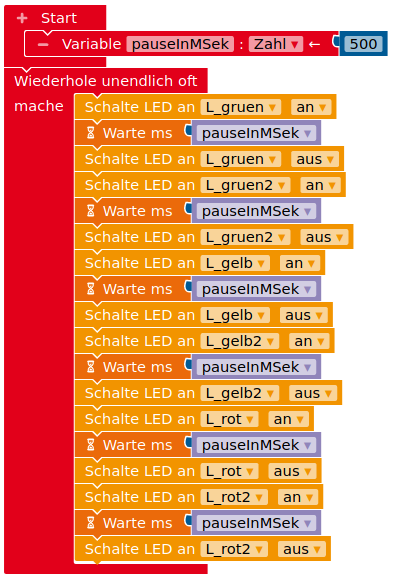 + Start
− Variable pauseInMSek : Zahl ▾ ← 500
Wiederhole unendlich oft
mache
Schalte LED an L_gruen ▾ an ▾
Warte ms pauseInMSek ▾
Schalte LED an L_gruen ▾ aus ▾
Schalte LED an L_gruen2 ▾ an ▾
Warte ms pauseInMSek ▾
Schalte LED an L_gruen2 ▾ aus ▾
Schalte LED an L_gelb ▾ an ▾
Warte ms pauseInMSek ▾
Schalte LED an L_gelb ▾ aus ▾
Schalte LED an L_gelb2 ▾ an ▾
Warte ms pauseInMSek ▾
Schalte LED an L_gelb2 ▾ aus ▾
Schalte LED an L_rot ▾ an ▾
Warte ms pauseInMSek ▾
Schalte LED an L_rot ▾ aus ▾
Schalte LED an L_rot2 ▾ an ▾
Warte ms pauseInMSek ▾
Schalte LED an L_rot2 ▾ aus ▾